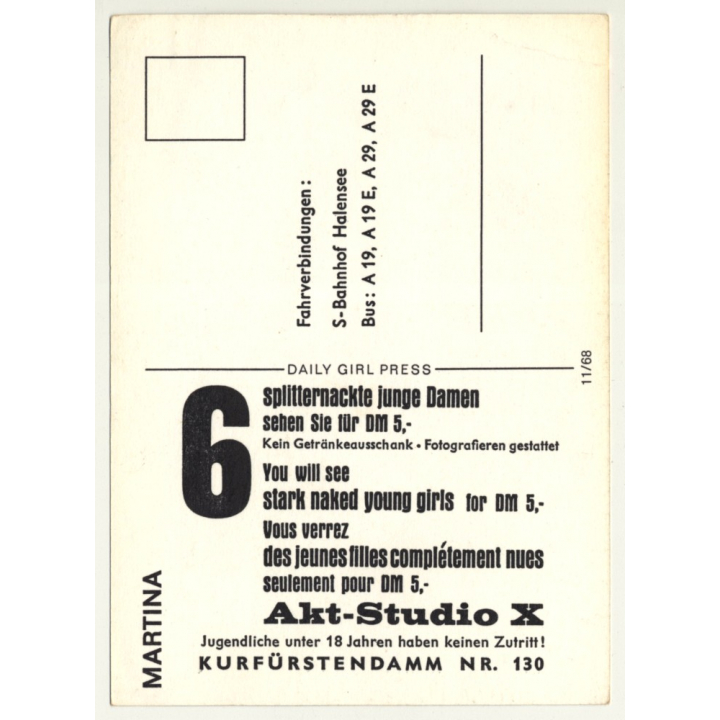 Fahrverbindungen:
S-Bahnhof Halensee
Bus: A 19, A 19 E, A 29, A 29 E
DAILY GIRL PRESS
11/68
6
splitternackte junge Damen
sehen Sie für DM 5,-
Kein Getränkeausschank • Fotografieren gestattet
You will see
stark naked young girls for DM 5,-
Vous verrez
des jeunes filles complétement nues
seulement pour DM 5,-
Akt-Studio X
Jugendliche unter 18 Jahren haben keinen Zutritt!
KURFÜRSTENDAMM NR. 130
MARTINA